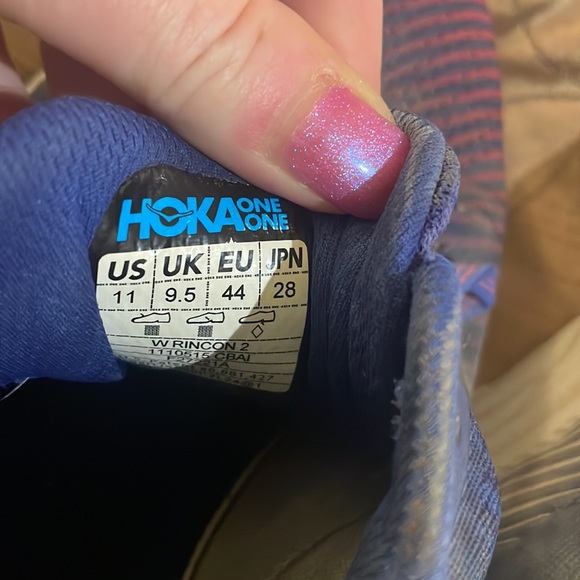 HOKA ONE ONE
US UK EU JPN
11 9.5 44 28
W RINCON 2
1110515 CBAI